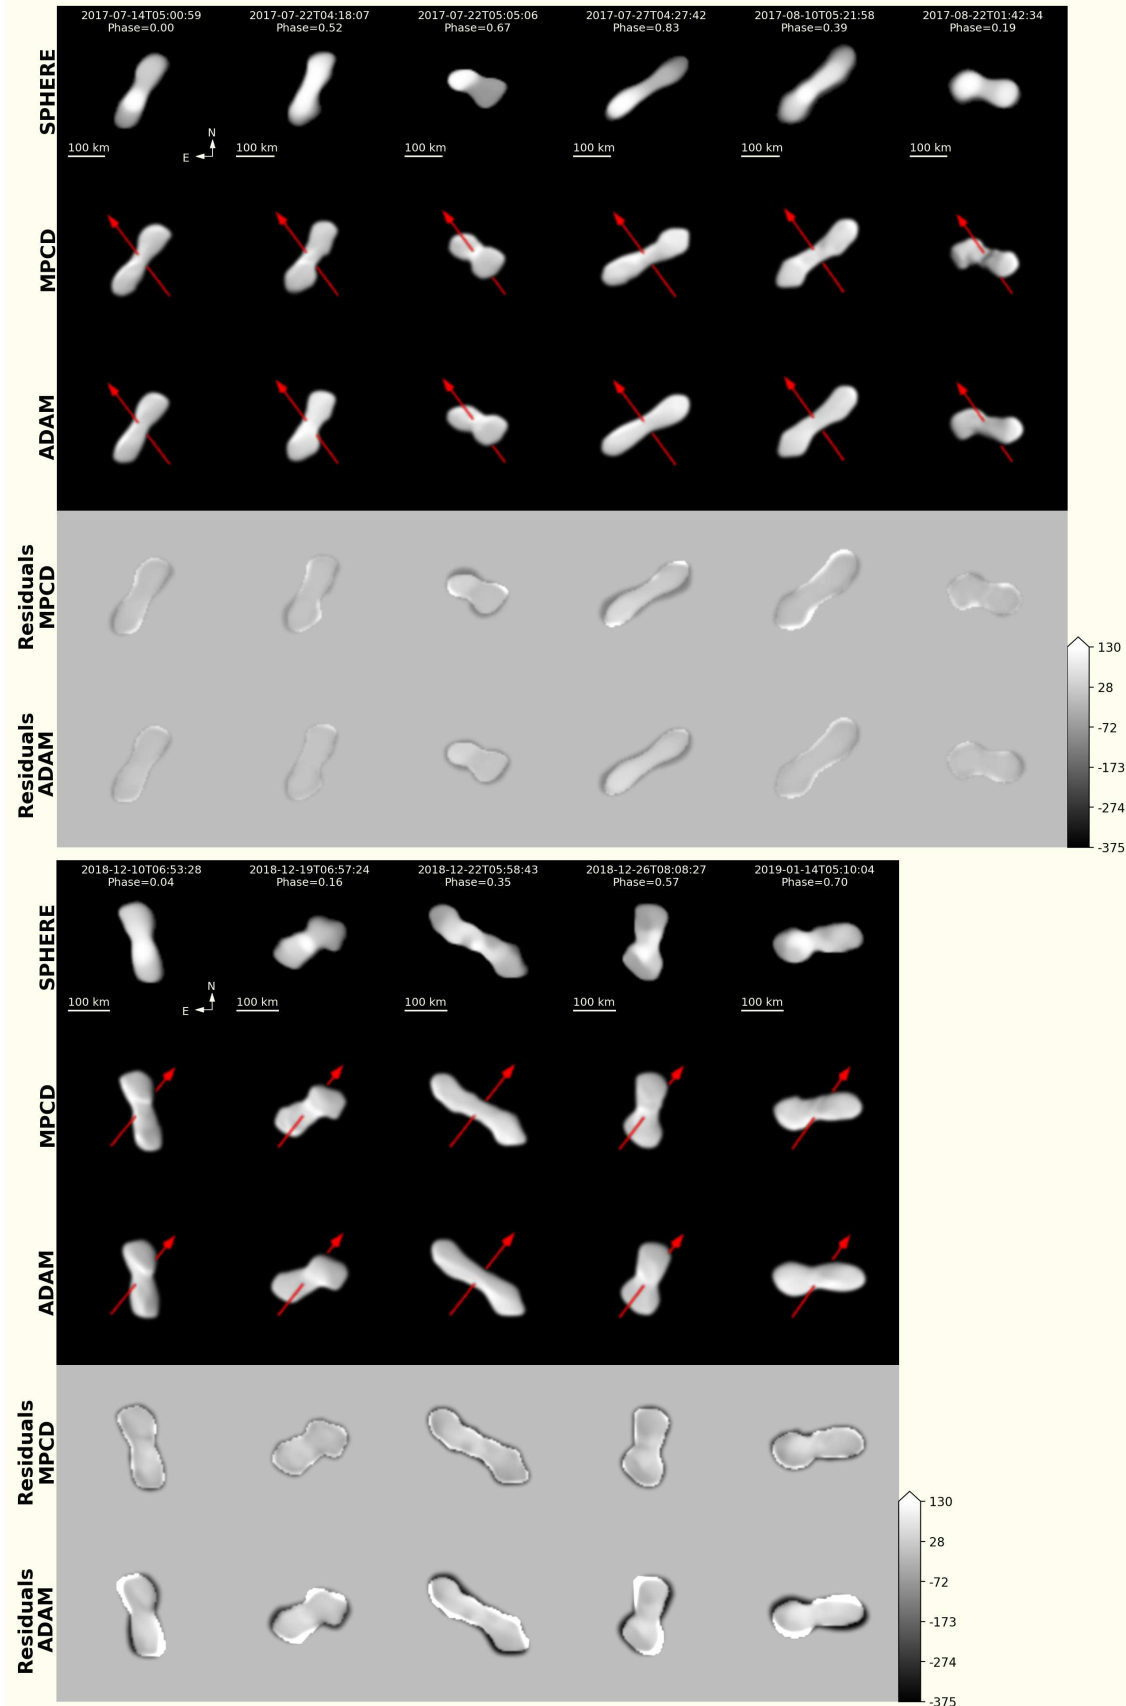 2017-07-14T05:00:59 2017-07-22T04:18:07 2017-07-22T05:05:06 2017-07-27T04:27:42 2017-08-10T05:21:58 2017-08-22T01:42:34
Phase=0.00 Phase=0.52 Phase=0.67 Phase=0.83 Phase=0.39 Phase=0.19
SPHERE
N
E
100 km 100 km 100 km 100 km 100 km 100 km
MPCD
ADAM
Residuals
MPCD
Residuals
ADAM
130
28
-72
-173
-274
-375
2018-12-10T06:53:28 2018-12-19T06:57:24 2018-12-22T05:58:43 2018-12-26T08:08:27 2019-01-14T05:10:04
Phase=0.04 Phase=0.16 Phase=0.35 Phase=0.57 Phase=0.70
SPHERE
N
E
100 km 100 km 100 km 100 km 100 km
MPCD
ADAM
Residuals
MPCD
Residuals
ADAM
130
28
-72
-173
-274
-375